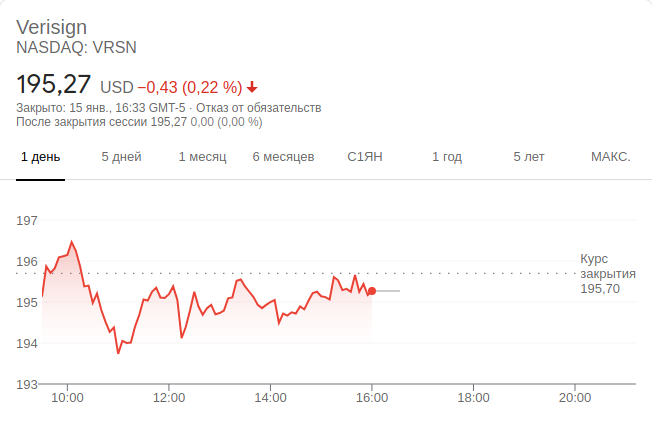 Verisign
NASDAQ: VRSN
195,27 USD −0,43 (0,22 %)
Закрыто: 15 янв., 16:33 GMT-5 · Отказ от обязательств
После закрытия сессии 195,27 0,00 (0,00 %)
1 день 5 дней 1 месяц 6 месяцев С1ЯН 1 год 5 лет МАКС.
197
196
195
194
193
Курс
закрытия
195,70
10:00 12:00 14:00 16:00 18:00 20:00